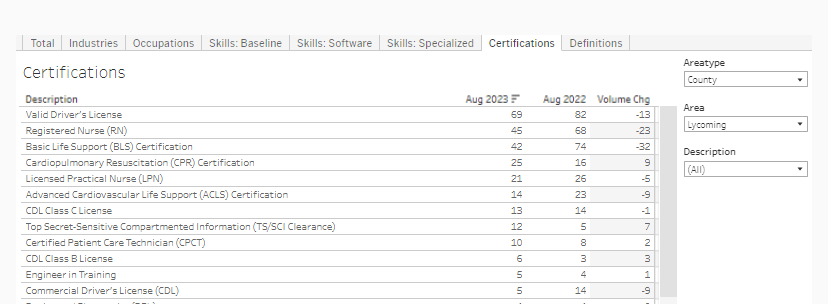 Total Industries Occupations Skills: Baseline Skills: Software Skills: Specialized Certifications Definitions
Certifications
Areatype
County
Area
Lycoming
Description
(All)
Description Aug 2023 Aug 2022 Volume Chg
Valid Driver's License 69 82 -13
Registered Nurse (RN) 45 68 -23
Basic Life Support (BLS) Certification 42 74 -32
Cardiopulmonary Resuscitation (CPR) Certification 25 16 9
Licensed Practical Nurse (LPN) 21 26 -5
Advanced Cardiovascular Life Support (ACLS) Certification 14 23 -9
CDL Class C License 13 14 -1
Top Secret-Sensitive Compartmented Information (TS/SCI Clearance) 12 5 7
Certified Patient Care Technician (CPCT) 10 8 2
CDL Class B License 6 3 3
Engineer in Training 5 4 1
Commercial Driver's License (CDL) 5 14 -9